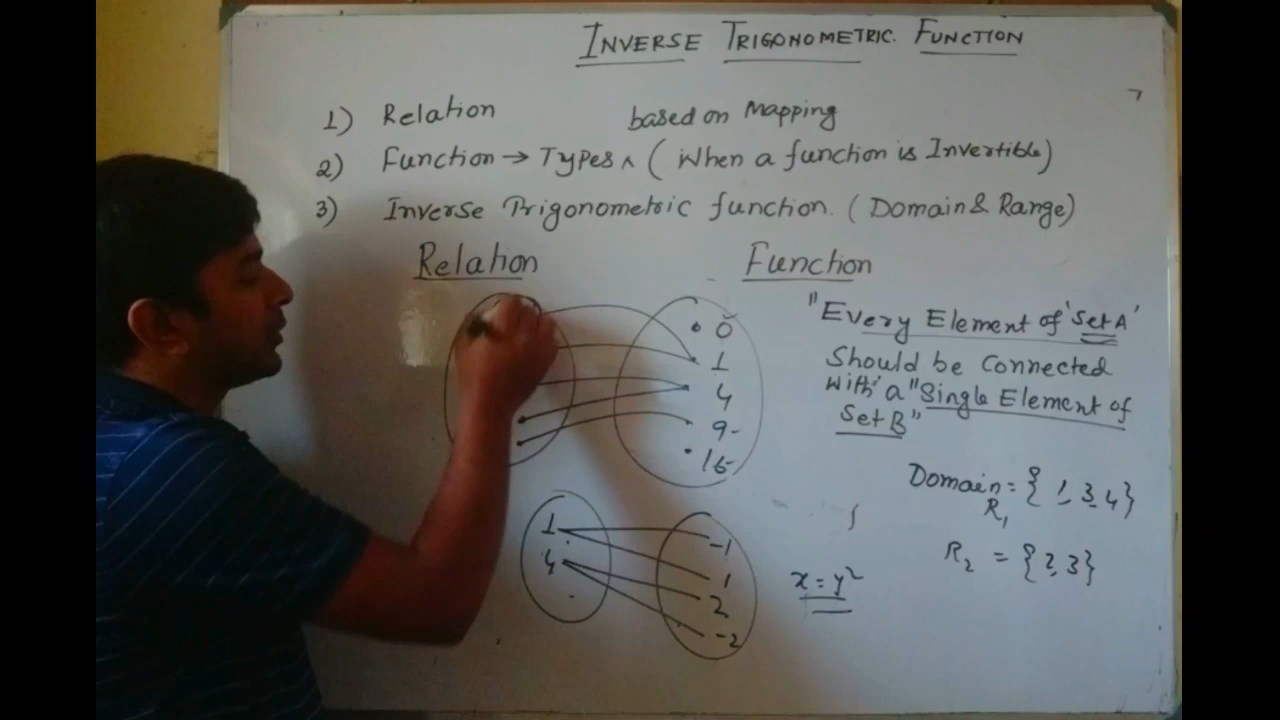 INVERSE TRIGONOMETRIC FUNCTION
1) Relation
based on Mapping
2) Function → Types ^ ( When a function is Invertible)
3) Inverse Trigonometric function. ( Domain & Range)
Relation
Function
0
1
4
9
"Every Element of 'Set A'
Should be Connected
with a "Single Element of
Set B"
Domain = { 1, 3, 4}
R1
R2 = {2, 3}
1
4
-1
1
2
-2
x = y²